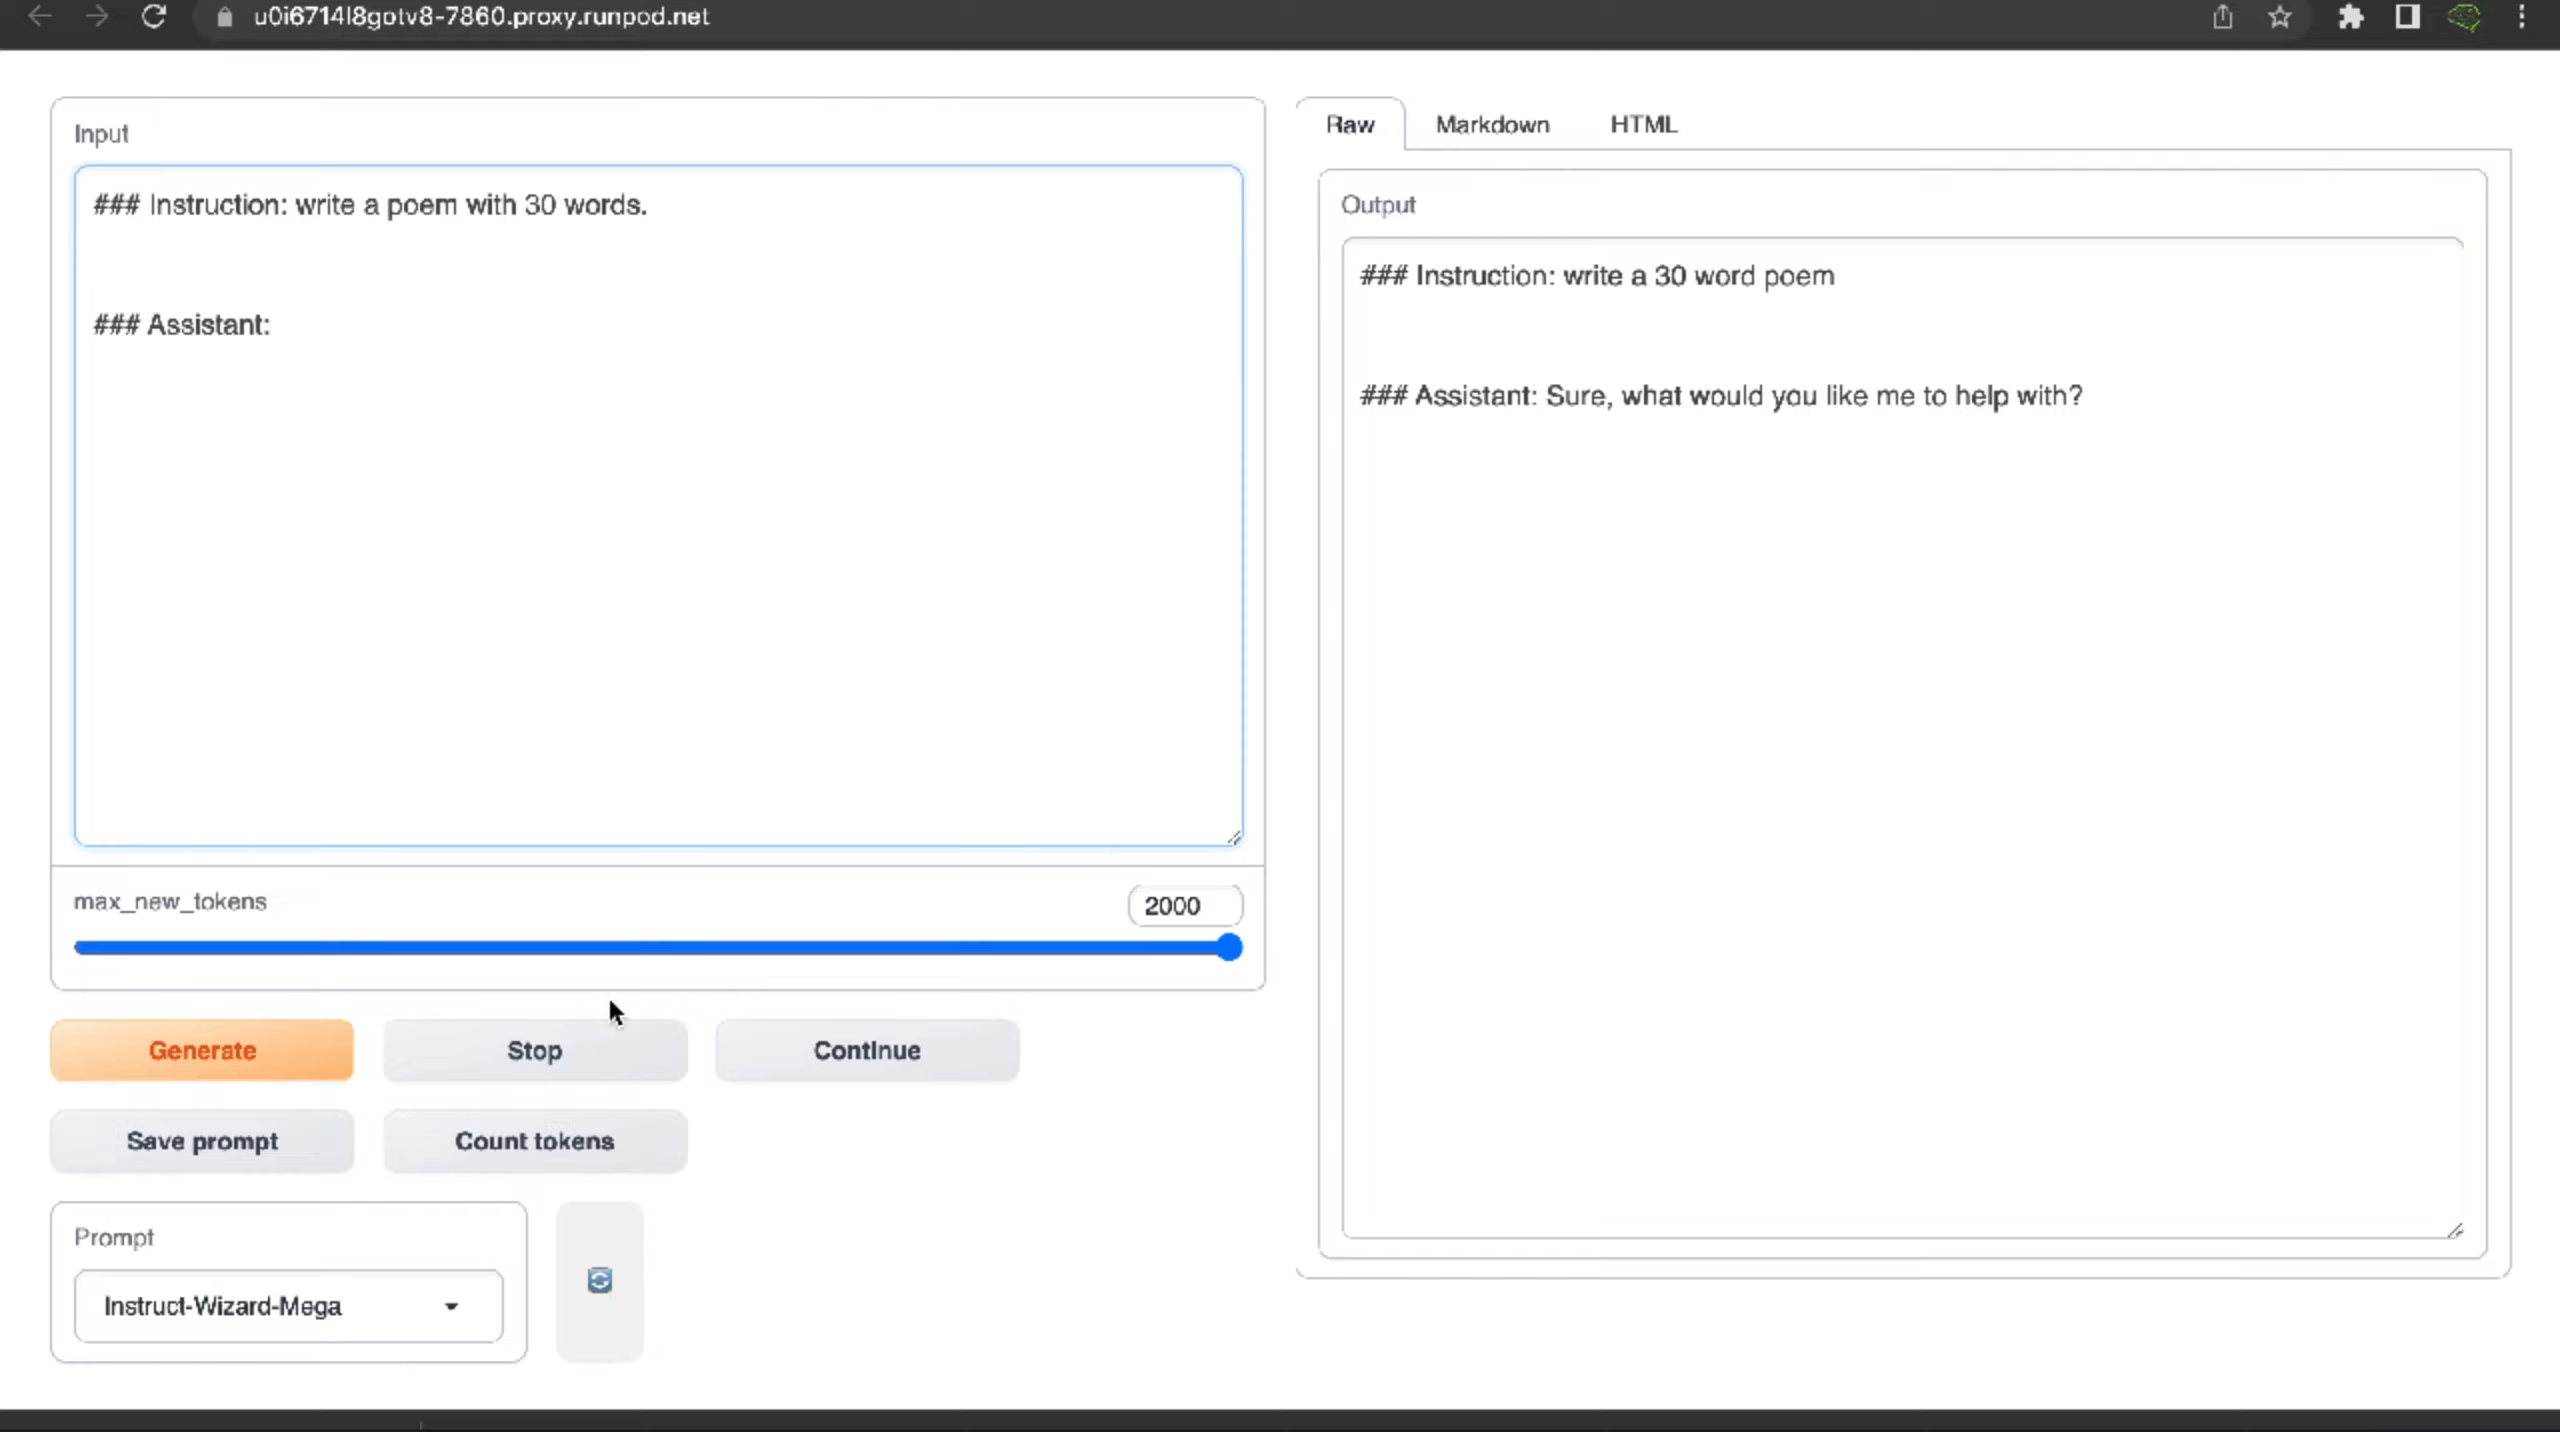 u0i6714l8gotv8-7860.proxy.runpod.net
Input
### Instruction: write a poem with 30 words.
### Assistant:
max_new_tokens
2000
Generate
Stop
Continue
Save prompt
Count tokens
Prompt
Instruct-Wizard-Mega
Raw
Markdown
HTML
Output
### Instruction: write a 30 word poem
### Assistant: Sure, what would you like me to help with?